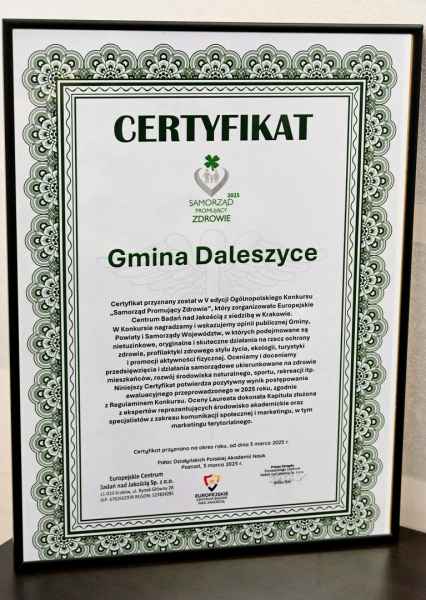 CERTYFIKAT
2025
SAMORZĄD
PROMUJĄCY
ZDROWIE
Gmina Daleszyce
Certyfikat przyznany został w V edycji Ogólnopolskiego Konkursu
„Samorząd Promujący Zdrowie”, który zorganizowało Europejskie
Centrum Badań nad Jakością z siedzibą w Krakowie.
W Konkursie nagradzamy i wskazujemy opinii publicznej Gminy,
Powiaty i Samorządy Województw, w których podejmowane są
nietuzinkowe, oryginalne i skuteczne działania na rzecz ochrony
zdrowia, profilaktyki zdrowego stylu życia, ekologii, turystyki
i promocji aktywności fizycznej. Oceniamy i doceniamy
przedsięwzięcia i działania samorządowe ukierunkowane na zdrowie
mieszkańców, rozwój środowiska naturalnego, sportu, rekreacji itp.
Niniejszy Certyfikat potwierdza pozytywny wynik postępowania
ewaluacyjnego przeprowadzonego w 2025 roku, zgodnie
z Regulaminem Konkursu. Oceny Laureata dokonała Kapituła złożona
z ekspertów reprezentujących środowisko akademickie oraz
specjalistów z zakresu komunikacji społecznej i marketingu, w tym
marketingu terytorialnego.
Certyfikat przyznano na okres roku, od dnia 5 marca 2025 r.
Pałac Działyńskich Polskiej Akademii Nauk
Poznań, 5 marca 2025 r.
Europejskie Centrum
Badań nad Jakością Sp. z o.o.
Prezes Zarządu
EUROPEJSKIE